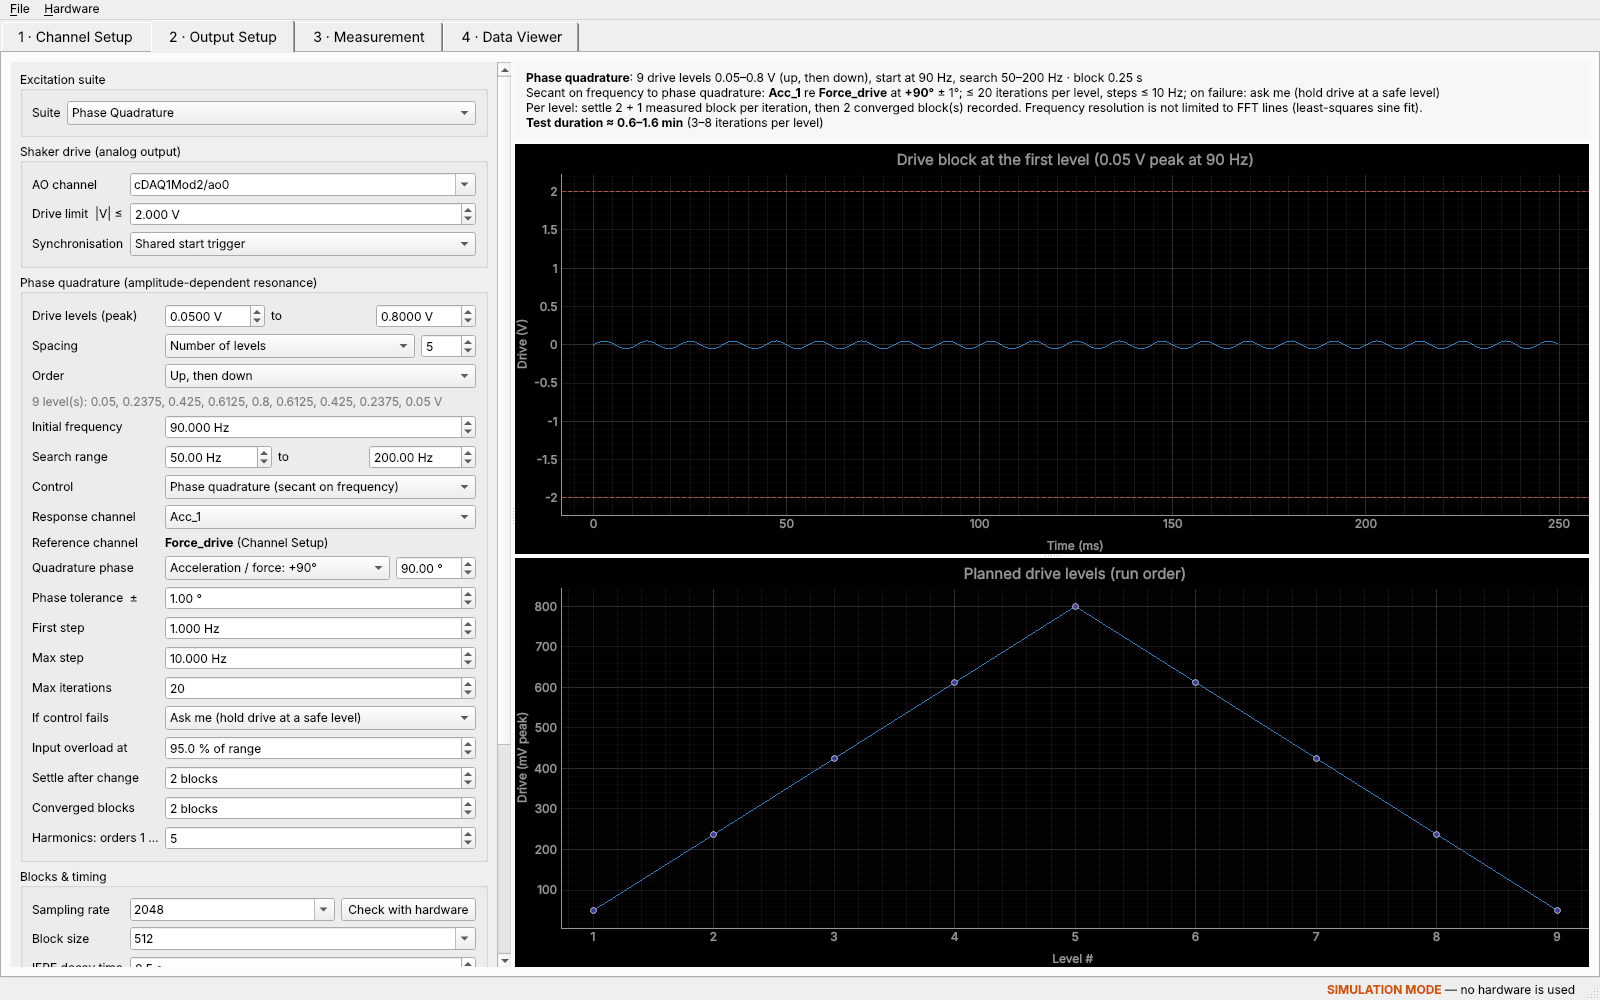 File Hardware
1 · Channel Setup 2 · Output Setup 3 · Measurement 4 · Data Viewer
Excitation suite
Suite Phase Quadrature
Shaker drive (analog output)
AO channel cDAQ1Mod2/ao0
Drive limit |V| ≤ 2.000 V
Synchronisation Shared start trigger
Phase quadrature (amplitude-dependent resonance)
Drive levels (peak) 0.0500 V to 0.8000 V
Spacing Number of levels 5
Order Up, then down
9 level(s): 0.05, 0.2375, 0.425, 0.6125, 0.8, 0.6125, 0.425, 0.2375, 0.05 V
Initial frequency 90.000 Hz
Search range 50.00 Hz to 200.00 Hz
Control Phase quadrature (secant on frequency)
Response channel Acc_1
Reference channel Force_drive (Channel Setup)
Quadrature phase Acceleration / force: +90° 90.00 °
Phase tolerance ± 1.00 °
First step 1.000 Hz
Max step 10.000 Hz
Max iterations 20
If control fails Ask me (hold drive at a safe level)
Input overload at 95.0 % of range
Settle after change 2 blocks
Converged blocks 2 blocks
Harmonics: orders 1 ... 5
Blocks & timing
Sampling rate 2048 Check with hardware
Block size 512
Phase quadrature: 9 drive levels 0.05–0.8 V (up, then down), start at 90 Hz, search 50–200 Hz · block 0.25 s
Secant on frequency to phase quadrature: Acc_1 re Force_drive at +90° ± 1°; ≤ 20 iterations per level, steps ≤ 10 Hz; on failure: ask me (hold drive at a safe level)
Per level: settle 2 + 1 measured block per iteration, then 2 converged block(s) recorded. Frequency resolution is not limited to FFT lines (least-squares sine fit).
Test duration ≈ 0.6–1.6 min (3–8 iterations per level)
Drive block at the first level (0.05 V peak at 90 Hz)
Drive (V)
2
1.5
1
0.5
0
-0.5
-1
-1.5
-2
0 50 100 150 200 250
Time (ms)
Planned drive levels (run order)
Drive (mV peak)
800
700
600
500
400
300
200
100
1 2 3 4 5 6 7 8 9
Level #
SIMULATION MODE — no hardware is used